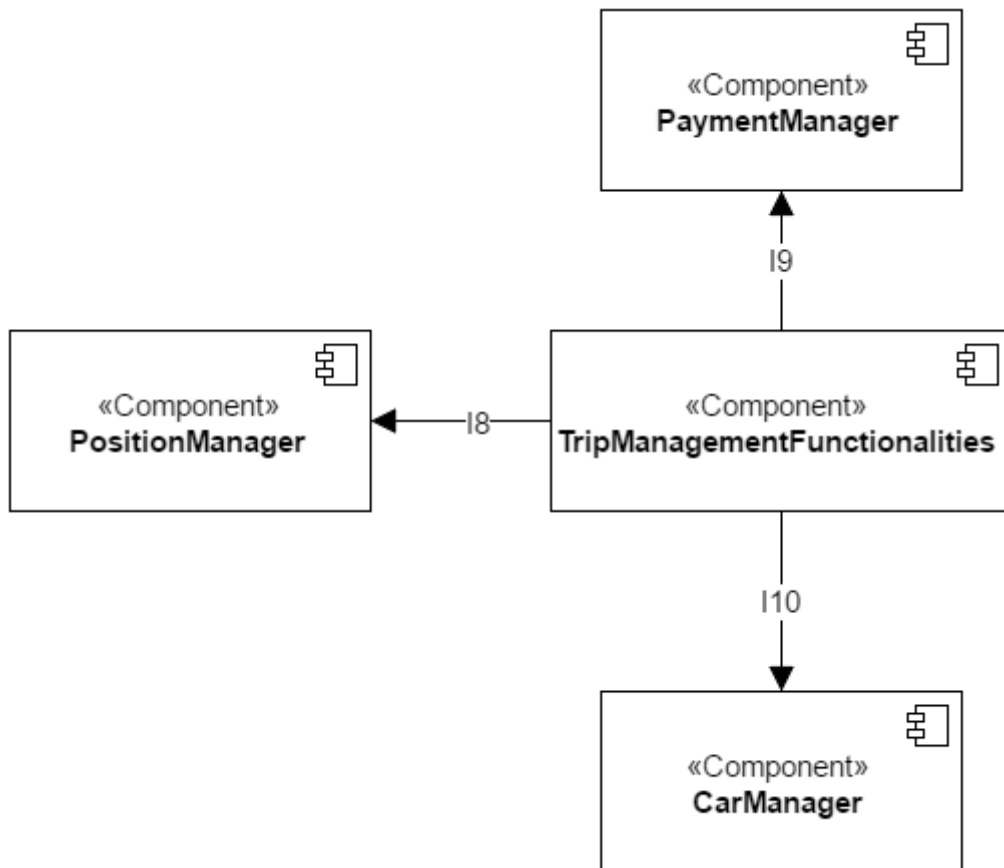 «Component»
PaymentManager
I9
«Component»
PositionManager
I8
«Component»
TripManagementFunctionalities
I10
«Component»
CarManager